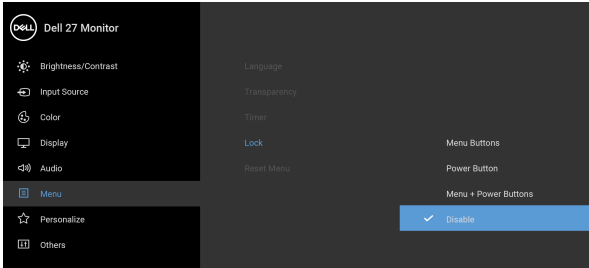 DELL Dell 27 Monitor
Brightness/Contrast
Input Source
Color
Display
Audio
Menu
Personalize
Others
Language
Transparency
Timer
Lock
Reset Menu
Menu Buttons
Power Button
Menu + Power Buttons
Disable